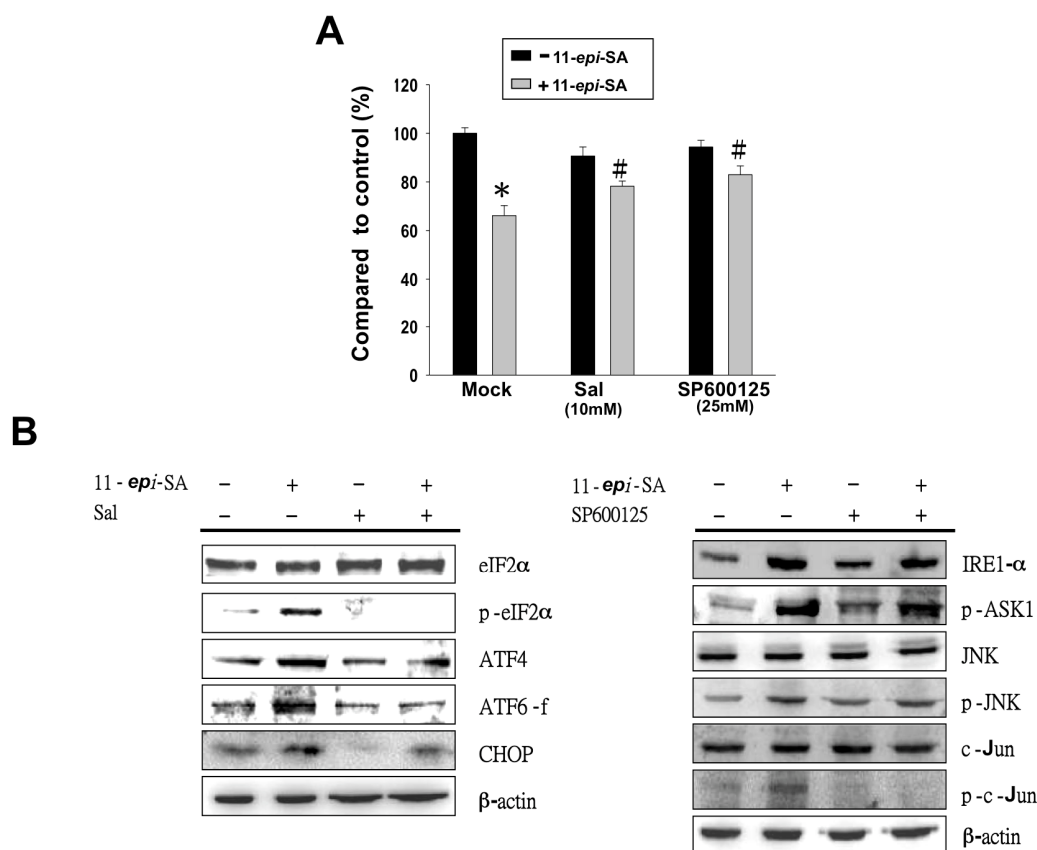 A
- 11-epi-SA
+ 11-epi-SA
Compared to control (%)
120
100
80
60
40
20
0
*
#
#
Mock
Sal
(10mM)
SP600125
(25mM)
B
11-epi-SA - + - +
Sal - - + +
eIF2α
p-eIF2α
ATF4
ATF6-f
CHOP
β-actin
11-epi-SA - + - +
SP600125 - - + +
IRE1-α
p-ASK1
JNK
p-JNK
c-Jun
p-c-Jun
β-actin